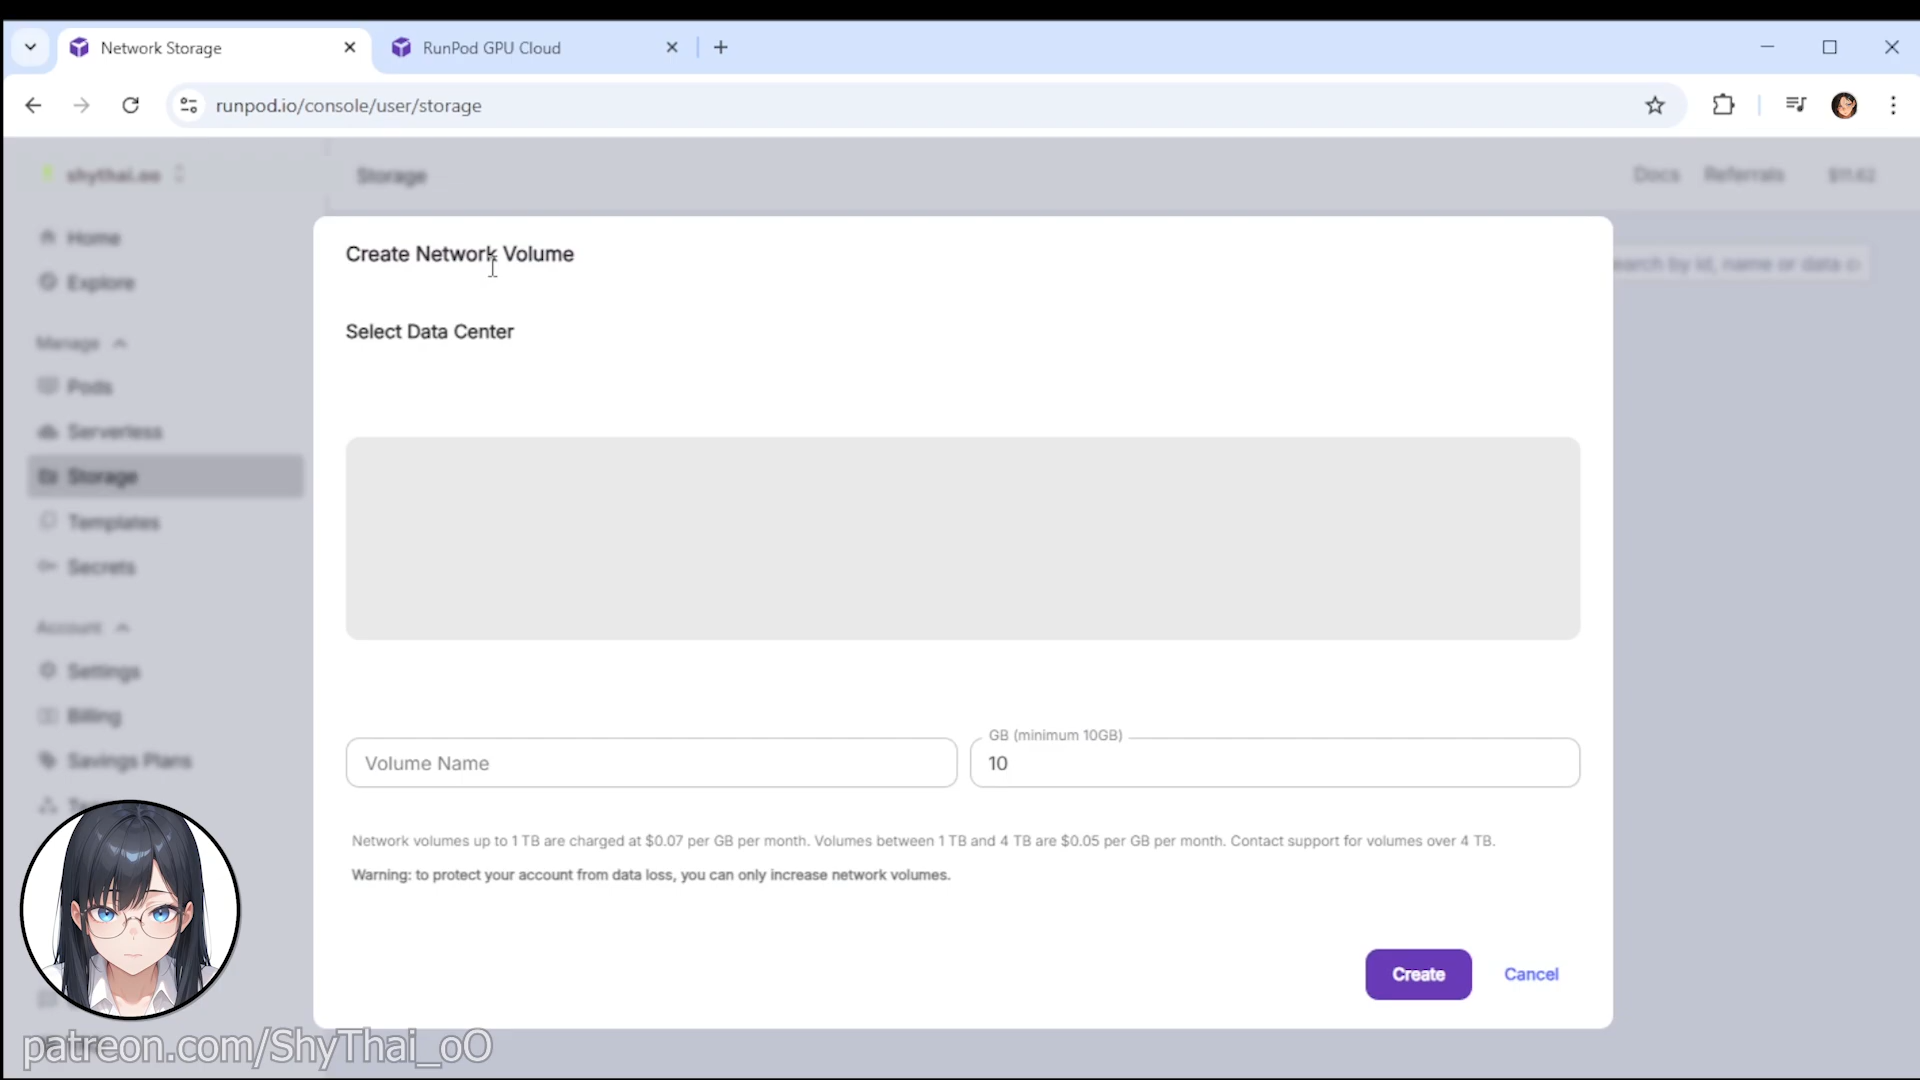 Network Storage
RunPod GPU Cloud
runpod.io/console/user/storage
shythai.oo
Storage
Docs
Referrals
$11.62
Home
Explore
Manage
Pods
Serverless
Storage
Templates
Secrets
Account
Settings
Billing
Savings Plans
Create Network Volume
Select Data Center
Volume Name
GB (minimum 10GB)
10
Network volumes up to 1 TB are charged at $0.07 per GB per month. Volumes between 1 TB and 4 TB are $0.05 per GB per month. Contact support for volumes over 4 TB.
Warning: to protect your account from data loss, you can only increase network volumes.
Create
Cancel
earch by id, name or data c
patreon.com/ShyThai_oO